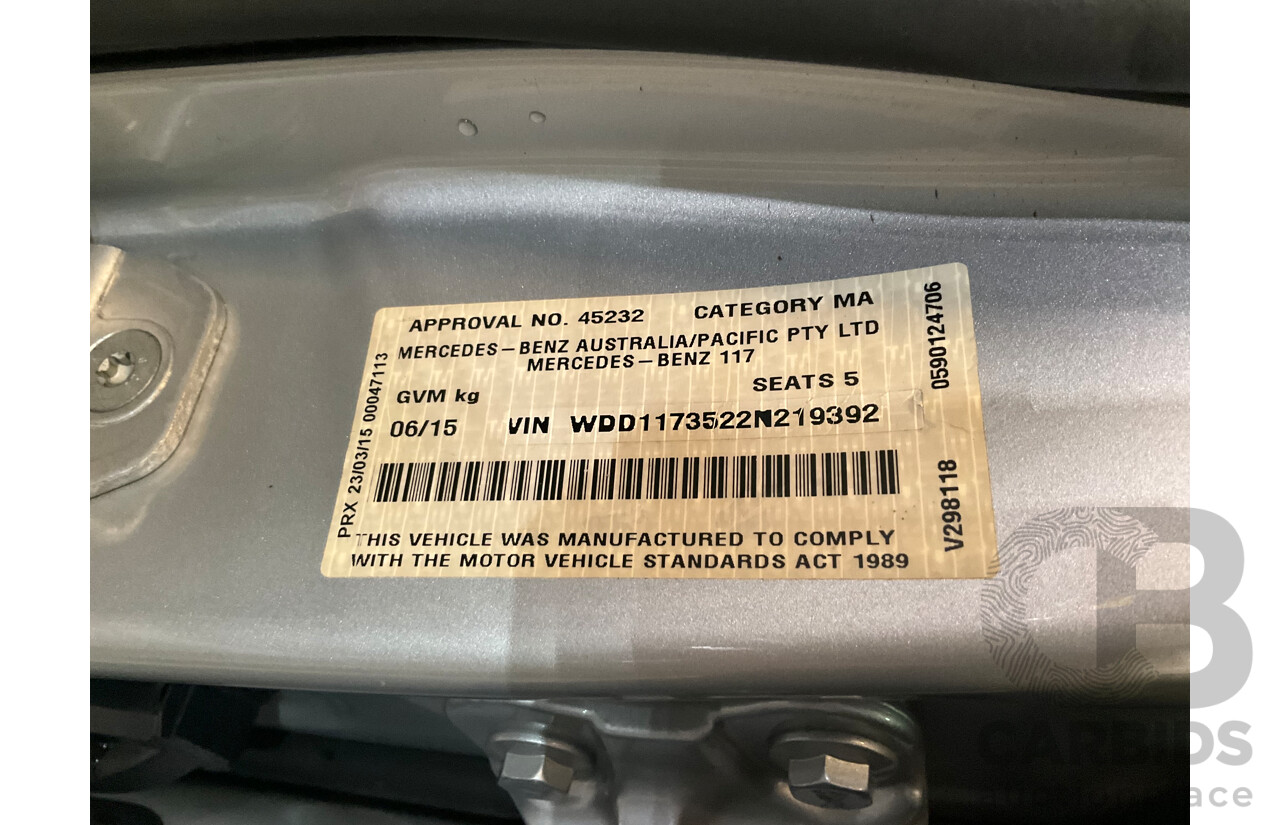 APPROVAL NO. 45232 CATEGORY MA
MERCEDES-BENZ AUSTRALIA/PACIFIC PTY LTD
MERCEDES-BENZ 117
GVM kg SEATS 5
06/15 VIN WDD1173522N219392
THIS VEHICLE WAS MANUFACTURED TO COMPLY
WITH THE MOTOR VEHICLE STANDARDS ACT 1989
PRX 23/03/15 00047113
0590124706
V298118
CB
CARBIDS